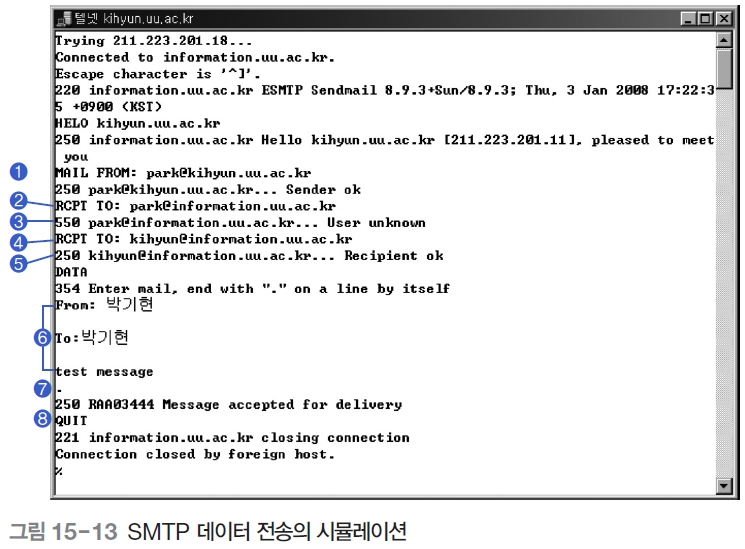 텔넷 kihyun.uu.ac.kr
Trying 211.223.201.18...
Connected to information.uu.ac.kr.
Escape character is '^]'.
220 information.uu.ac.kr ESMTP Sendmail 8.9.3+Sun/8.9.3; Thu, 3 Jan 2008 17:22:3
5 +0900 (KST)
HELO kihyun.uu.ac.kr
250 information.uu.ac.kr Hello kihyun.uu.ac.kr [211.223.201.11], pleased to meet
you
❶ MAIL FROM: park@kihyun.uu.ac.kr
250 park@kihyun.uu.ac.kr... Sender ok
❷ RCPT TO: park@information.uu.ac.kr
❸ 550 park@information.uu.ac.kr... User unknown
❹ RCPT TO: kihyun@information.uu.ac.kr
❺ 250 kihyun@information.uu.ac.kr... Recipient ok
DATA
354 Enter mail, end with "." on a line by itself
From: 박기현
❻ To:박기현
test message
❼ .
250 RAA03444 Message accepted for delivery
❽ QUIT
221 information.uu.ac.kr closing connection
Connection closed by foreign host.
%
그림 15-13 SMTP 데이터 전송의 시뮬레이션